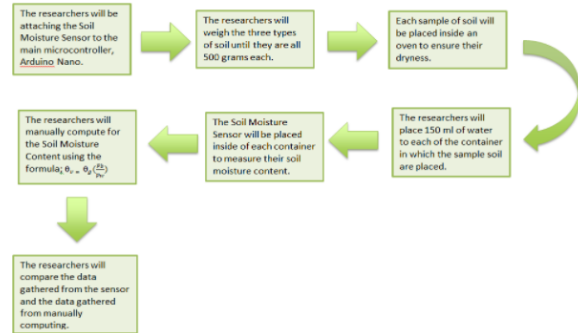 The researchers will be
attaching the Soil
Moisture Sensor to the
main microcontroller,
Arduino Nano.
The researchers will
weigh the three types
of soil until they are all
500 grams each.
Each sample of soil will
be placed inside an
oven to ensure their
dryness.
The researchers will
place 150 ml of water
to each of the container
in which the sample soil
are placed.
The Soil Moisture
Sensor will be placed
inside of each container
to measure their soil
moisture content.
The researchers will
manually compute for
the Soil Moisture
Content using the
formula; θᵥ = θg(ρb/ρw)
The researchers will
compare the data
gathered from the sensor
and the data gathered
from manually
computing.